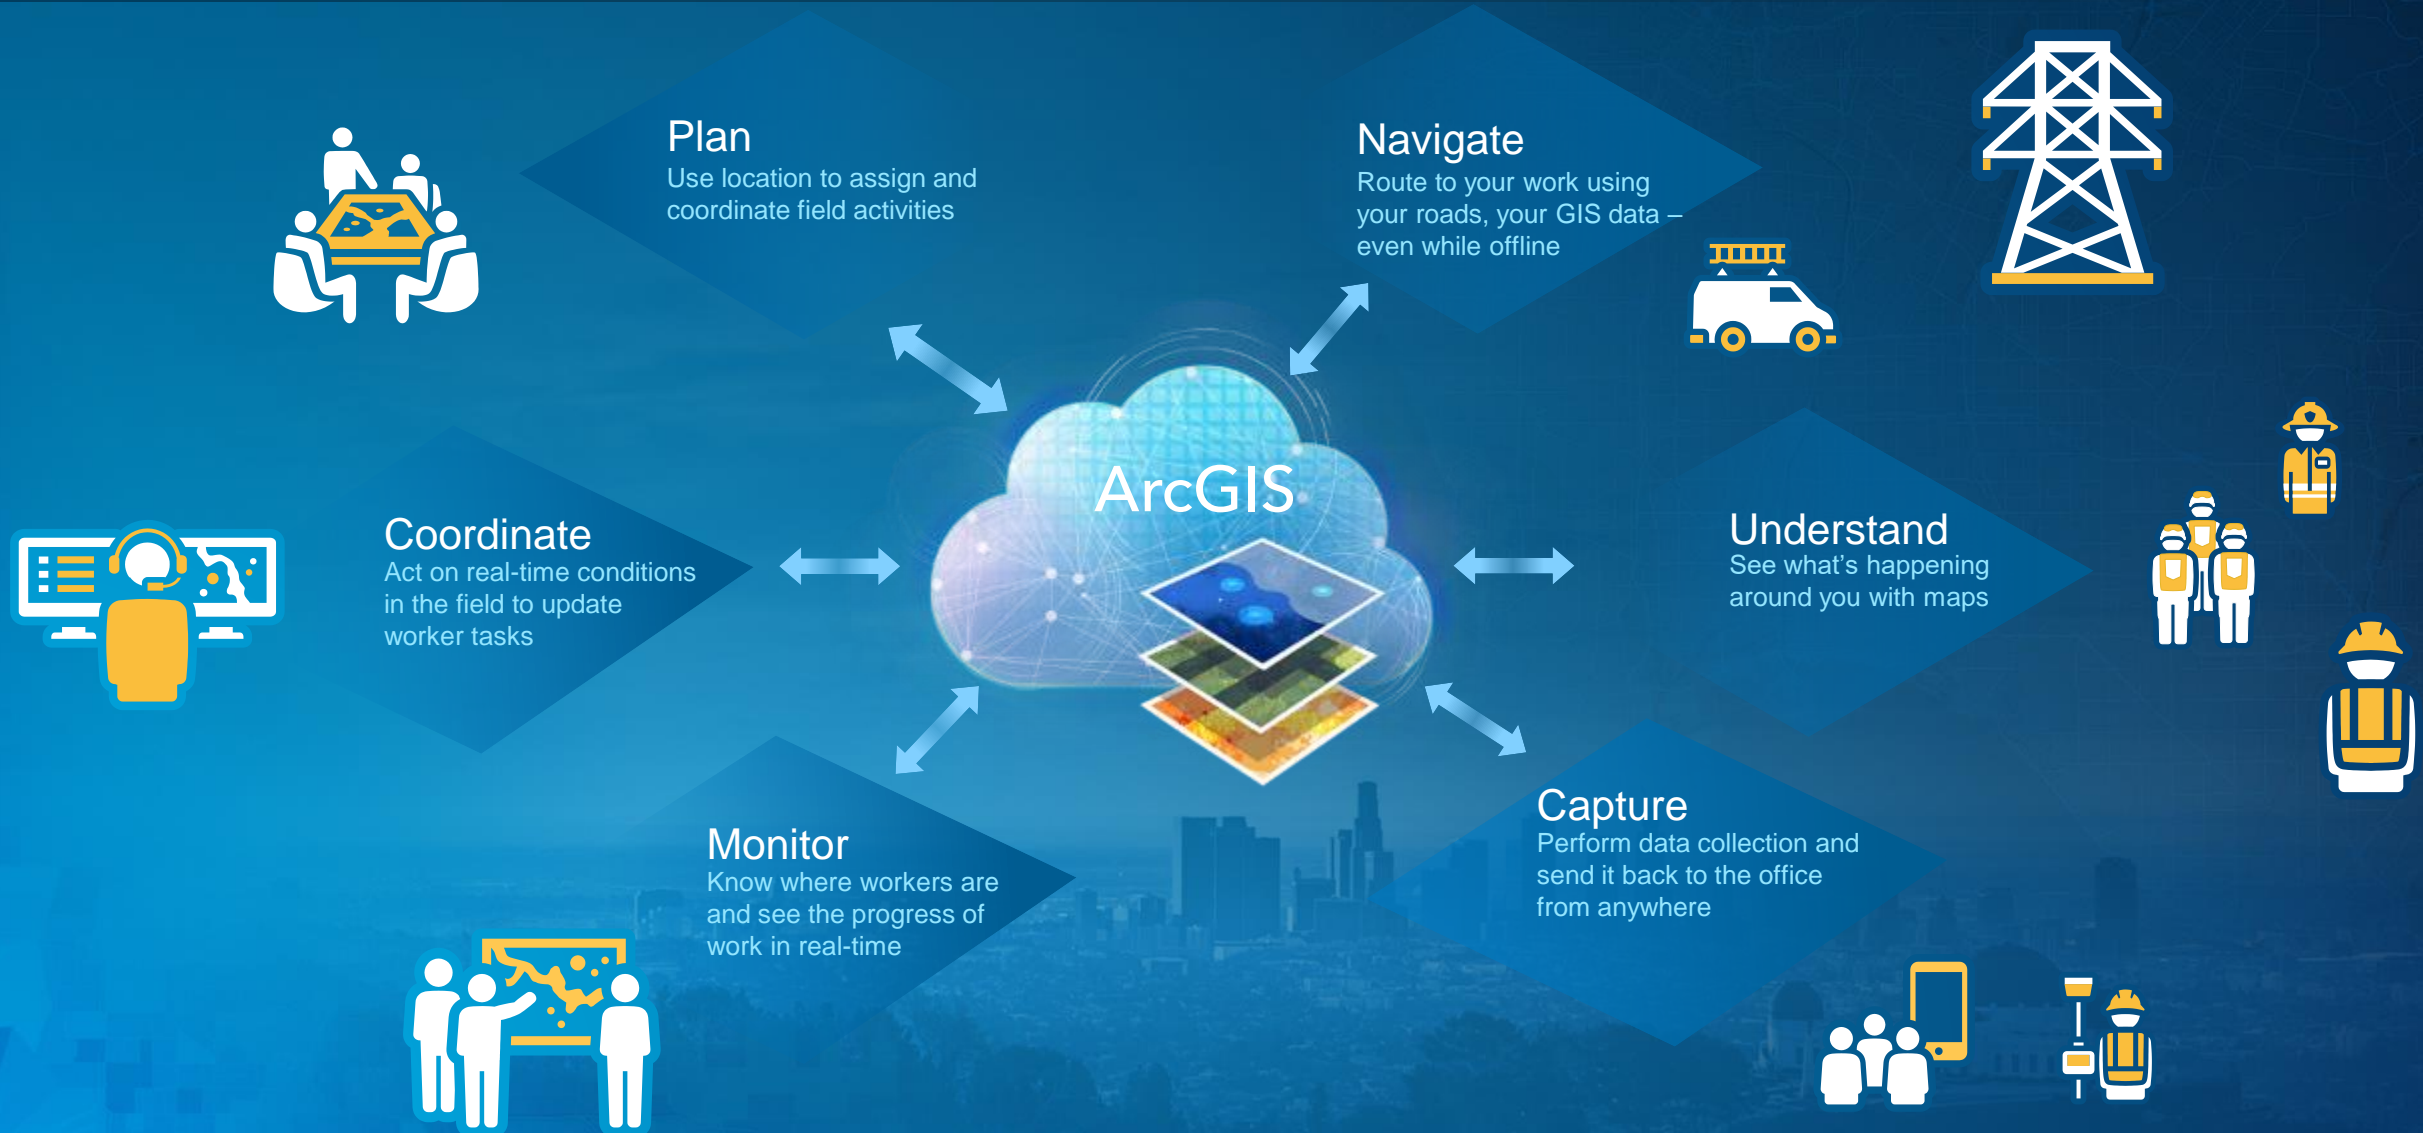 Plan
Use location to assign and
coordinate field activities
Navigate
Route to your work using
your roads, your GIS data –
even while offline
ArcGIS
Coordinate
Act on real-time conditions
in the field to update
worker tasks
Understand
See what's happening
around you with maps
Monitor
Know where workers are
and see the progress of
work in real-time
Capture
Perform data collection and
send it back to the office
from anywhere